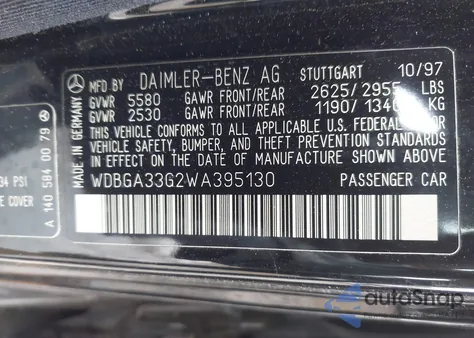 DAIMLER-BENZ AG STUTTGART 10/97
GVWR 5580 GAWR FRONT/REAR 2625/2955 LBS
GVWR 2530 GAWR FRONT/REAR 1190/1340 KG
THIS VEHICLE CONFORMS TO ALL APPLICABLE FEDERAL MOTOR
VEHICLE SAFETY, BUMPER, AND THEFT PREVENTION STANDARDS
IN EFFECT ON THE DATE OF MANUFACTURE SHOWN ABOVE.
WDBGA33G2WA395130 PASSENGER CAR
MADE IN GERMANY
A 140 584 00 79
34 PSI
E COVER
autoSnap